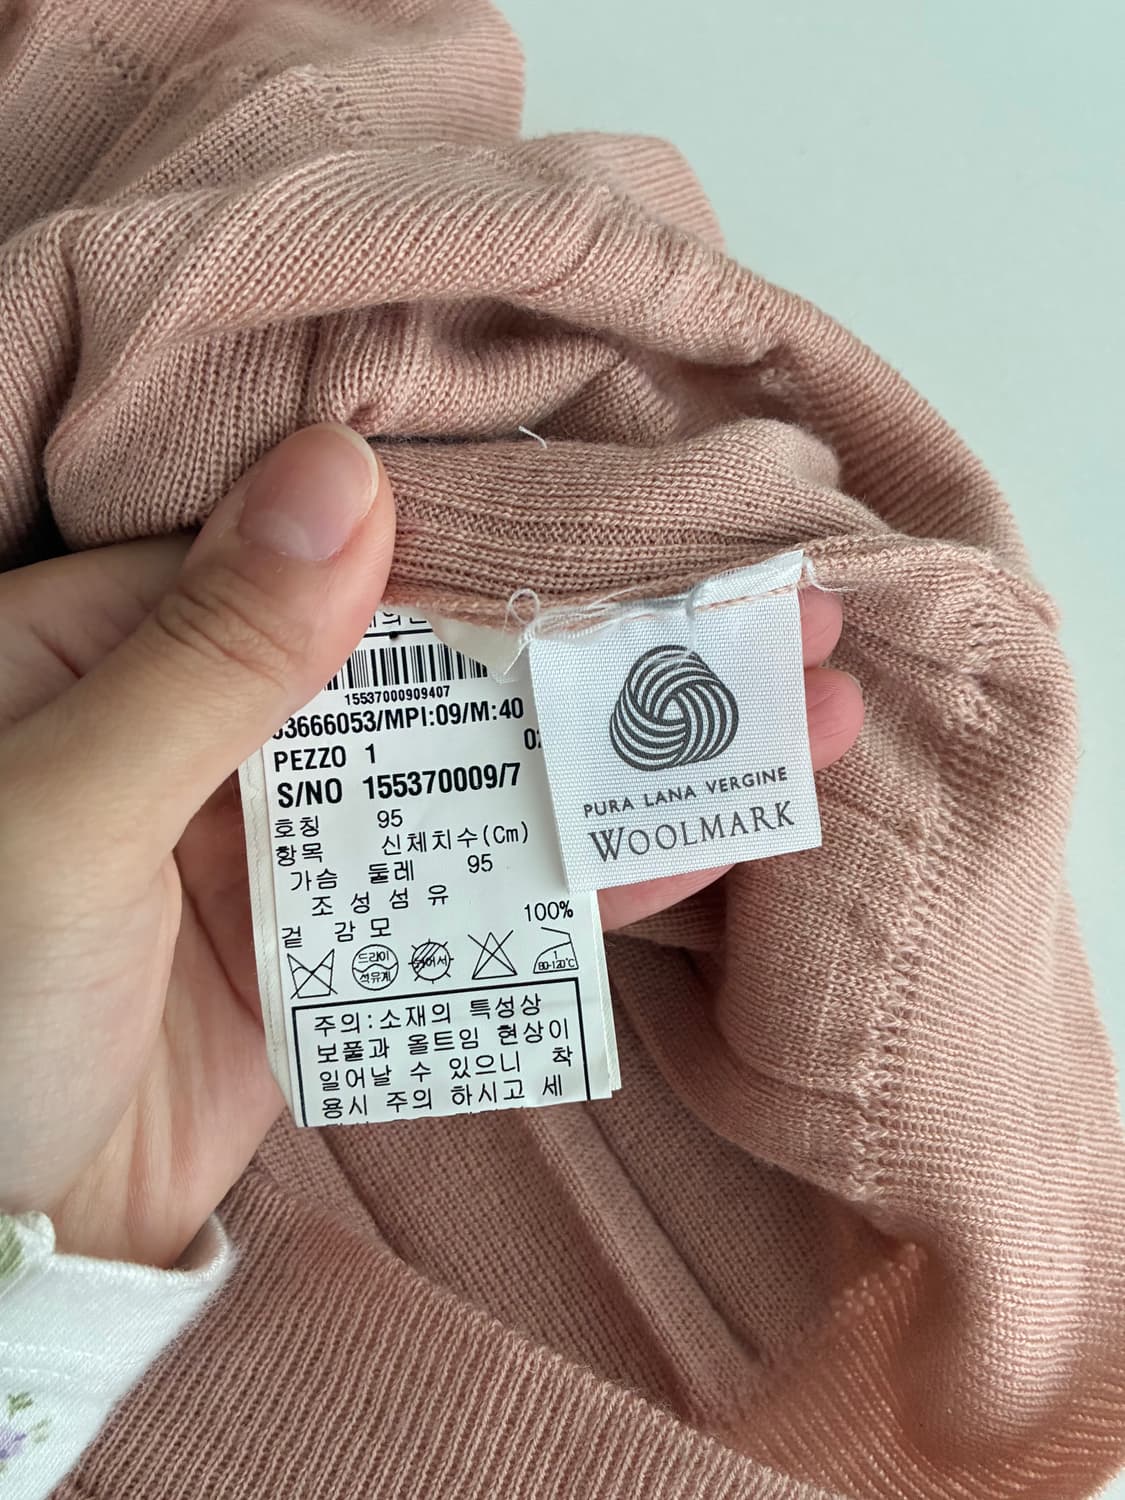 15537000909407
3666053/MPI:09/M:40
PEZZO 1
S/NO 155370009/7
호칭 95
항목 신체치수(Cm)
가슴 둘레 95
조성섬유
100%
겉 감모
드라이
석유계
80-120℃
주의:소재의 특성상
보풀과 올트임 현상이
일어날 수 있으니 착
용시 주의 하시고 세
PURA LANA VERGINE
WOOLMARK